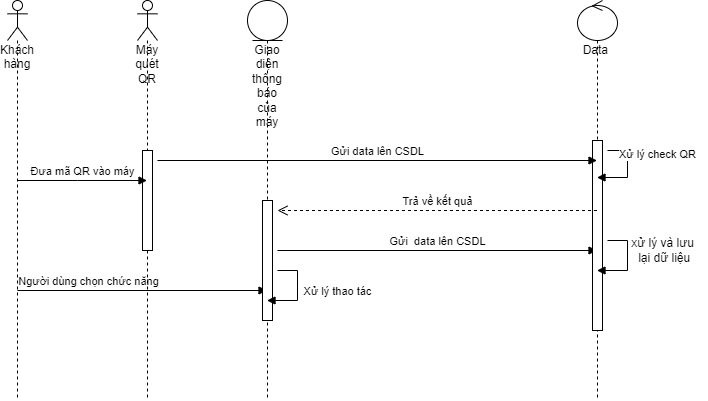 Khách
hàng
Máy
quét
QR
Giao
diện
thông
báo
của
máy
Data
Gửi data lên CSDL
Xử lý check QR
Đưa mã QR vào máy
Trả về kết quả
Gửi data lên CSDL
xử lý và lưu
lại dữ liệu
Người dùng chọn chức năng
Xử lý thao tác